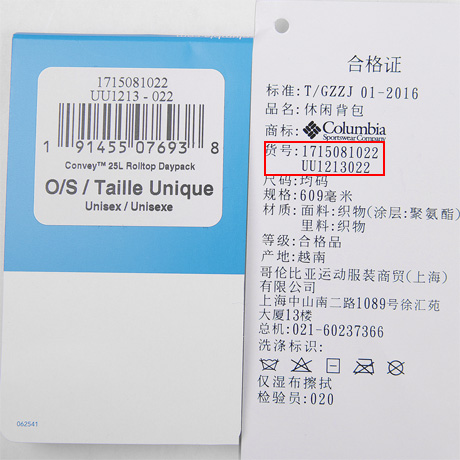 1715081022
UU1213 - 022
1 91455 07693 8
Convey™ 25L Rolltop Daypack
O/S / Taille Unique
Unisex / Unisexe
062541
合格证
标准: T/GZZJ 01-2016
品名: 休闲背包
商标: Columbia
Sportswear Company
货号: 1715081022
UU1213022
尺码: 均码
规格: 609毫米
材质: 面料: 织物(涂层:聚氨酯)
里料: 织物
等级: 合格品
产地: 越南
哥伦比亚运动服装商贸(上海)
有限公司
上海中山南二路1089号徐汇苑
大厦13楼
总机: 021-60237366
洗涤标识:
仅湿布擦拭
检验员: 020